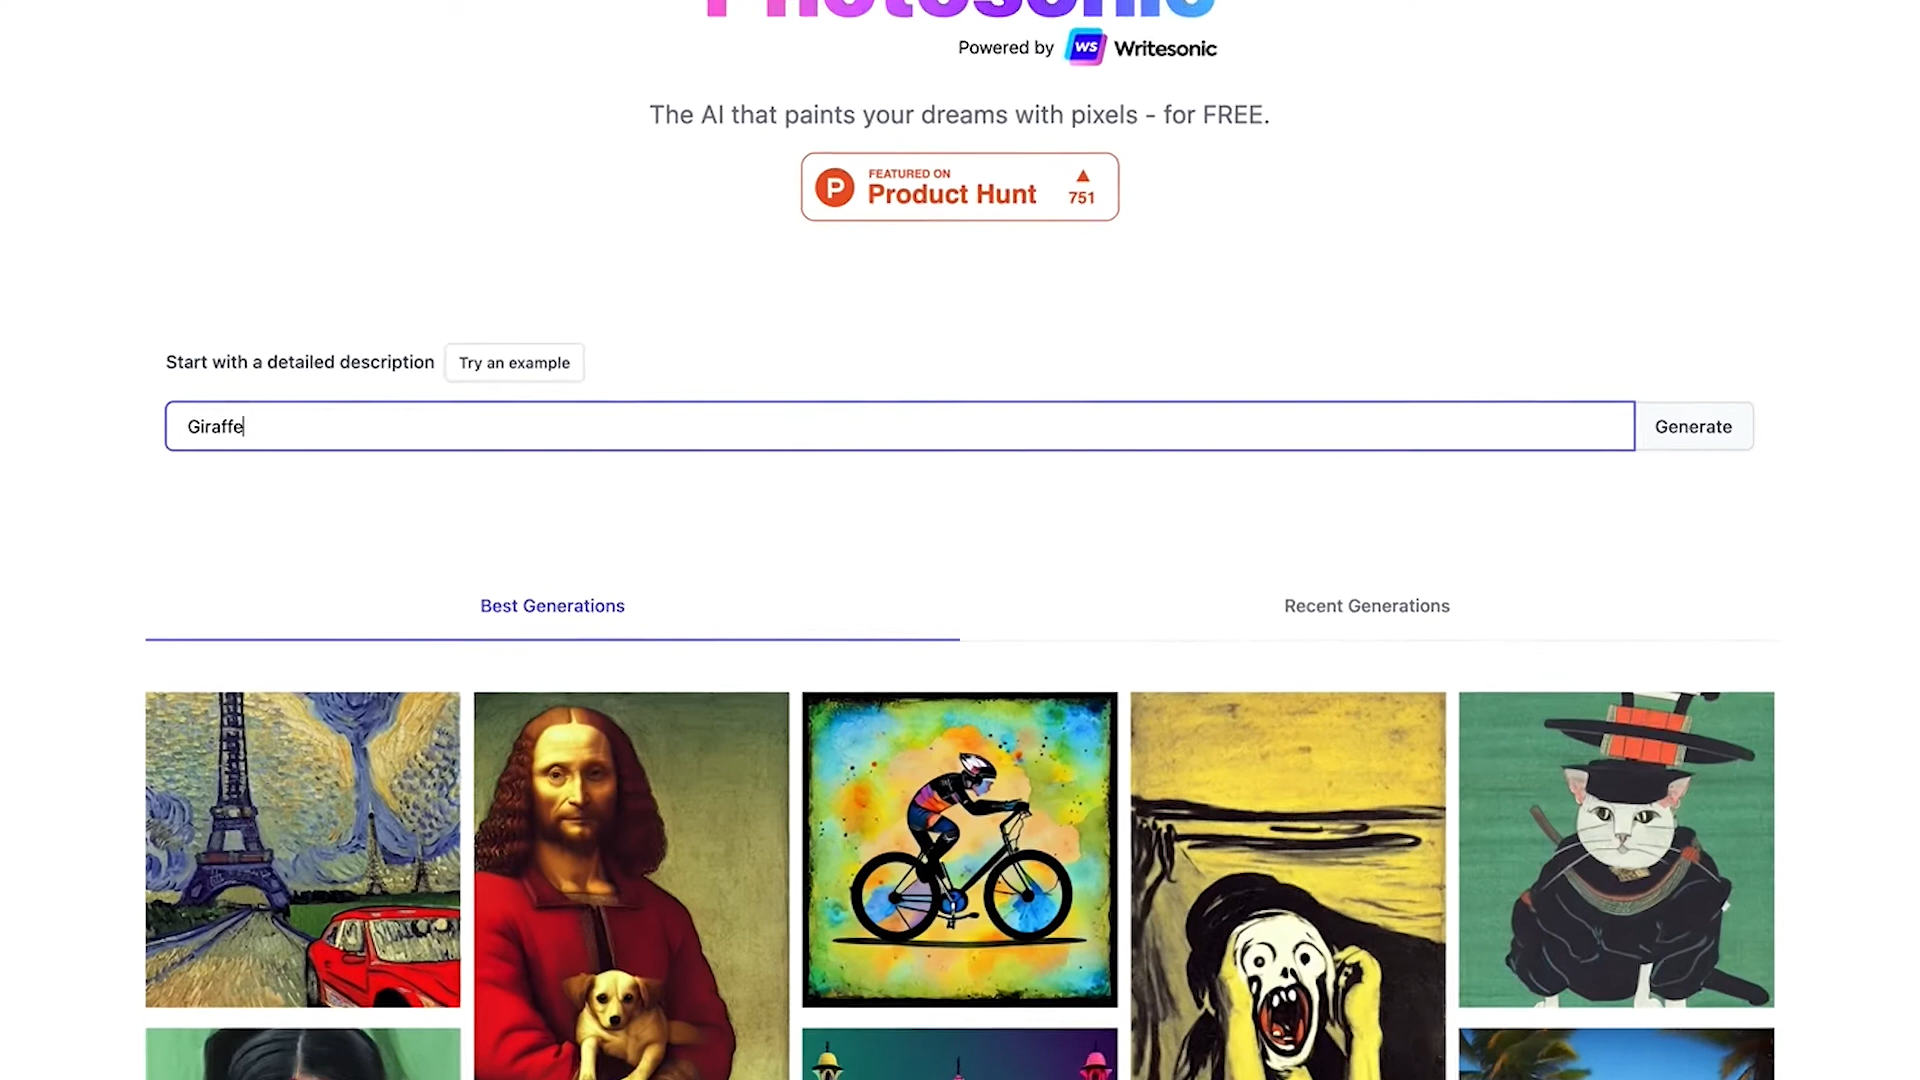 Photosonic
Powered by WS Writesonic
The AI that paints your dreams with pixels - for FREE.
P FEATURED ON
Product Hunt
▲
751
Start with a detailed description Try an example
Giraffe
Generate
Best Generations
Recent Generations